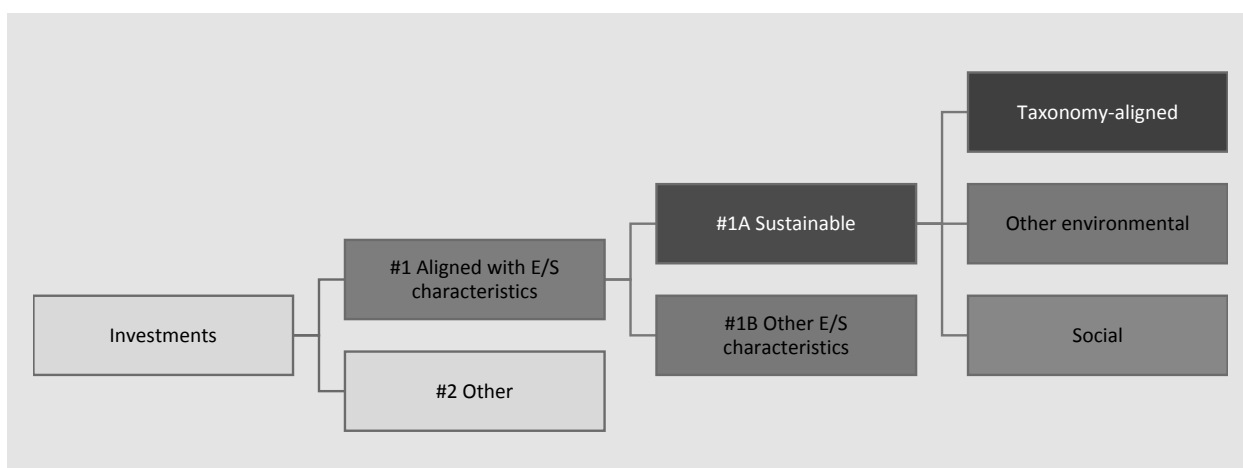 Investments
#1 Aligned with E/S
characteristics
#2 Other
#1A Sustainable
#1B Other E/S
characteristics
Taxonomy-aligned
Other environmental
Social